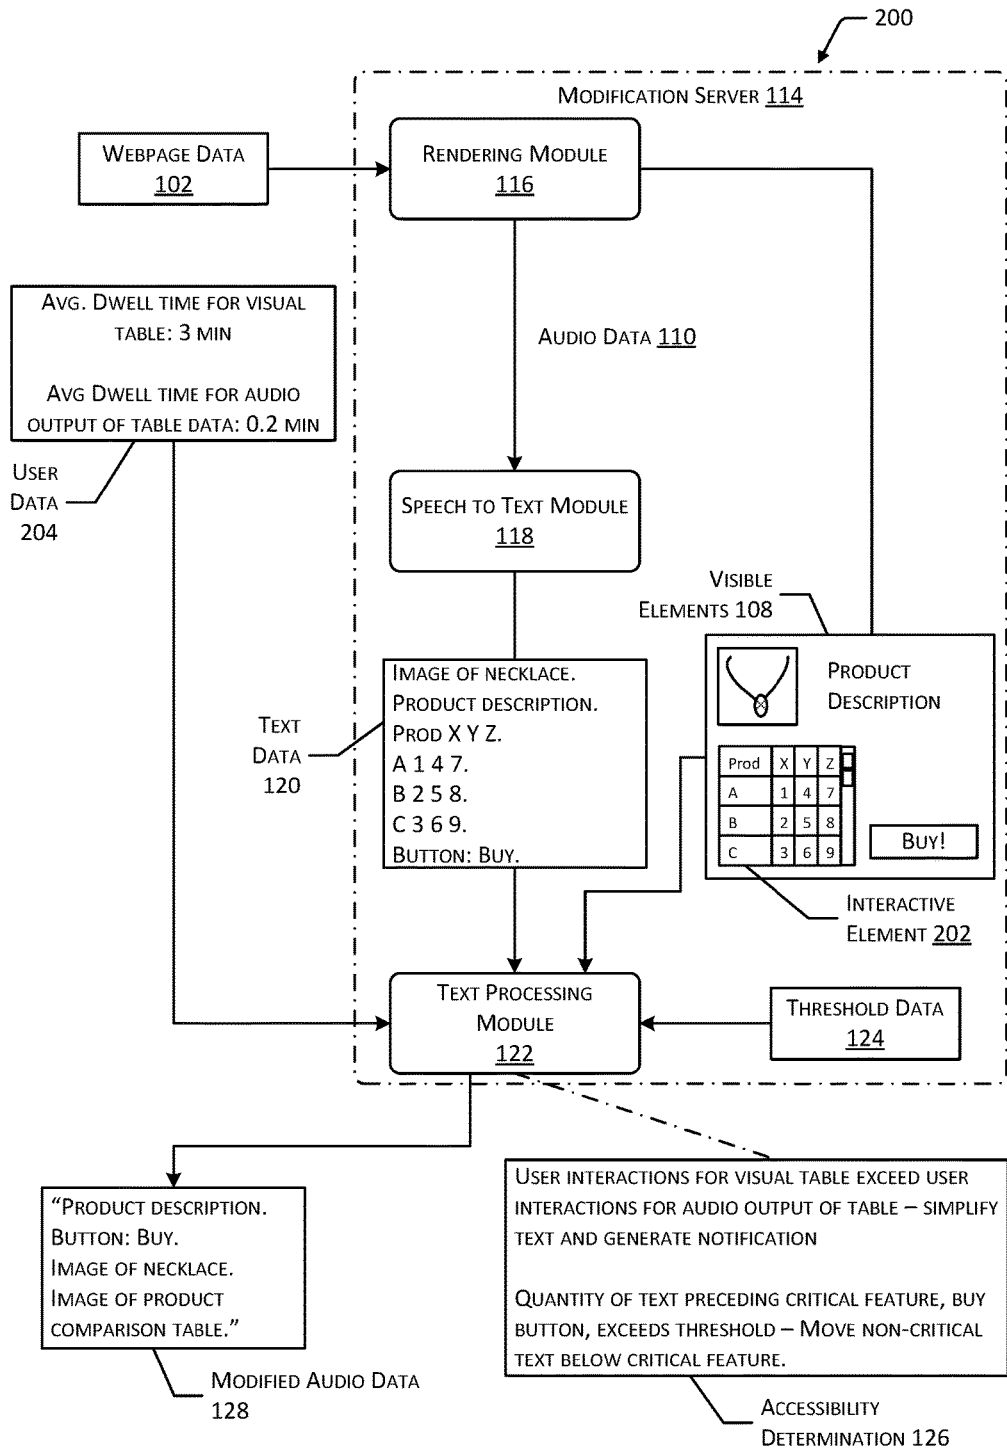 200
Modification Server 114
Webpage Data
102
Rendering Module
116
Avg. Dwell time for visual
table: 3 min
Avg Dwell time for audio
output of table data: 0.2 min
Audio Data 110
User
Data
204
Speech to Text Module
118
Visible
Elements 108
Image of necklace.
Product description.
Prod X Y Z.
A 1 4 7.
B 2 5 8.
C 3 6 9.
Button: Buy.
Text
Data
120
Product
Description
Prod X Y Z
A 1 4 7
B 2 5 8
C 3 6 9
Buy!
Interactive
Element 202
Text Processing
Module
122
Threshold Data
124
"Product description.
Button: Buy.
Image of necklace.
Image of product
comparison table."
Modified Audio Data
128
User interactions for visual table exceed user
interactions for audio output of table – simplify
text and generate notification
Quantity of text preceding critical feature, buy
button, exceeds threshold – Move non-critical
text below critical feature.
Accessibility
Determination 126